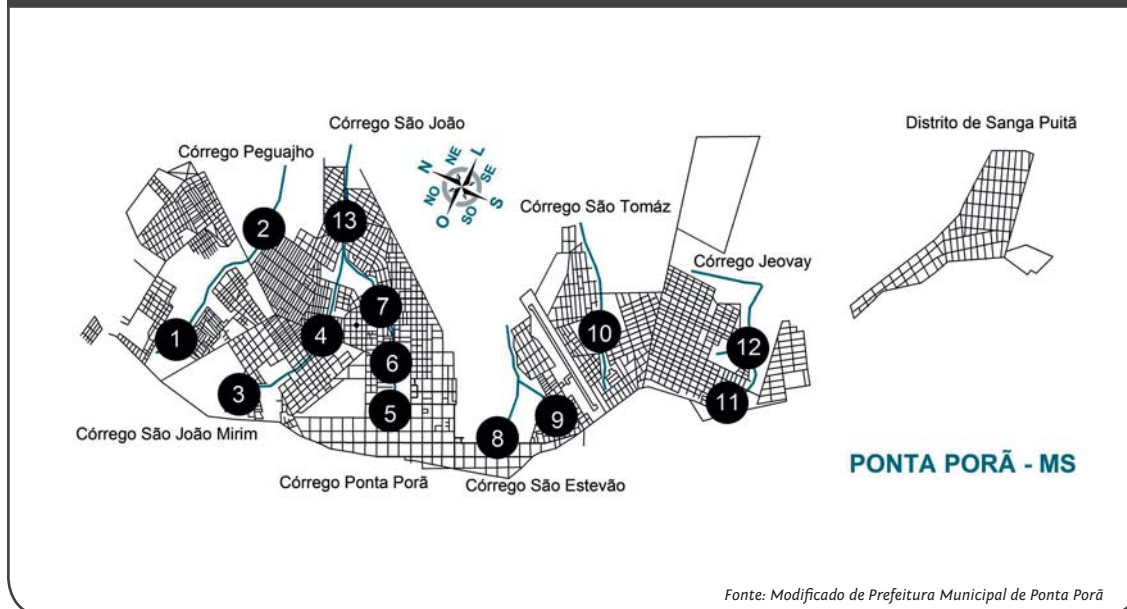 Córrego São João
Distrito de Sanga Puitã
Córrego Peguajho
N
NE
L
NO
SE
O
SO
S
Córrego São Tomáz
2
13
Córrego Jeovay
7
1
4
10
12
6
3
5
11
9
8
Córrego São João Mirim
PONTA PORÃ - MS
Córrego Ponta Porã
Córrego São Estevão
Fonte: Modificado de Prefeitura Municipal de Ponta Porã